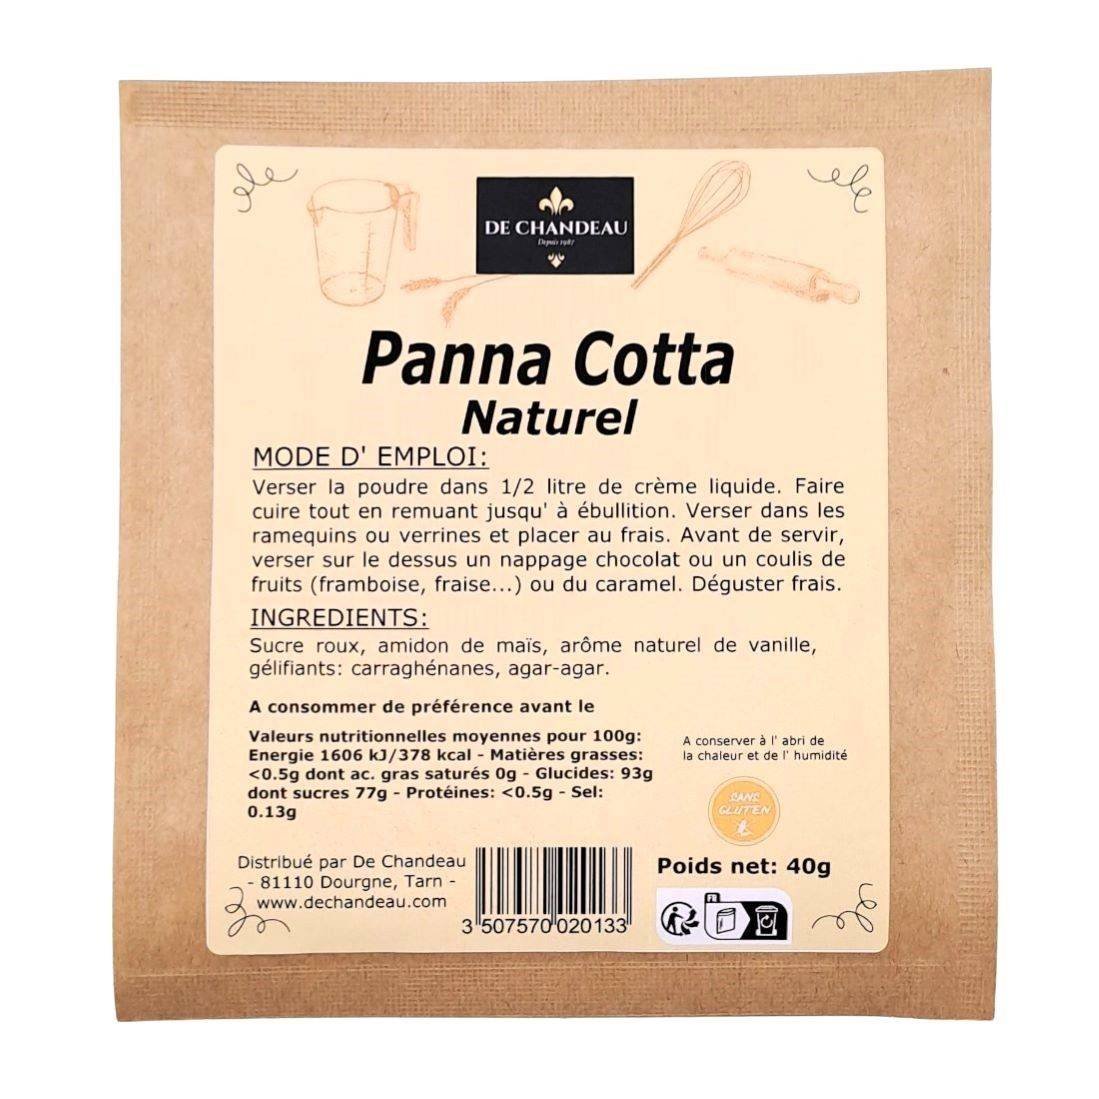 DE CHANDEAU
Depuis 1987
Panna Cotta
Naturel
MODE D' EMPLOI:
Verser la poudre dans 1/2 litre de crème liquide. Faire
cuire tout en remuant jusqu' à ébullition. Verser dans les
ramequins ou verrines et placer au frais. Avant de servir,
verser sur le dessus un nappage chocolat ou un coulis de
fruits (framboise, fraise...) ou du caramel. Déguster frais.
INGREDIENTS:
Sucre roux, amidon de maïs, arôme naturel de vanille,
gélifiants: carraghénanes, agar-agar.
A consommer de préférence avant le
Valeurs nutritionnelles moyennes pour 100g:
Energie 1606 kJ/378 kcal - Matières grasses:
<0.5g dont ac. gras saturés 0g - Glucides: 93g
dont sucres 77g - Protéines: <0.5g - Sel:
0.13g
A conserver à l' abri de
la chaleur et de l' humidité
SANS
GLUTEN
Distribué par De Chandeau
- 81110 Dourgne, Tarn -
www.dechandeau.com
3 507570 020133
Poids net: 40g
FR